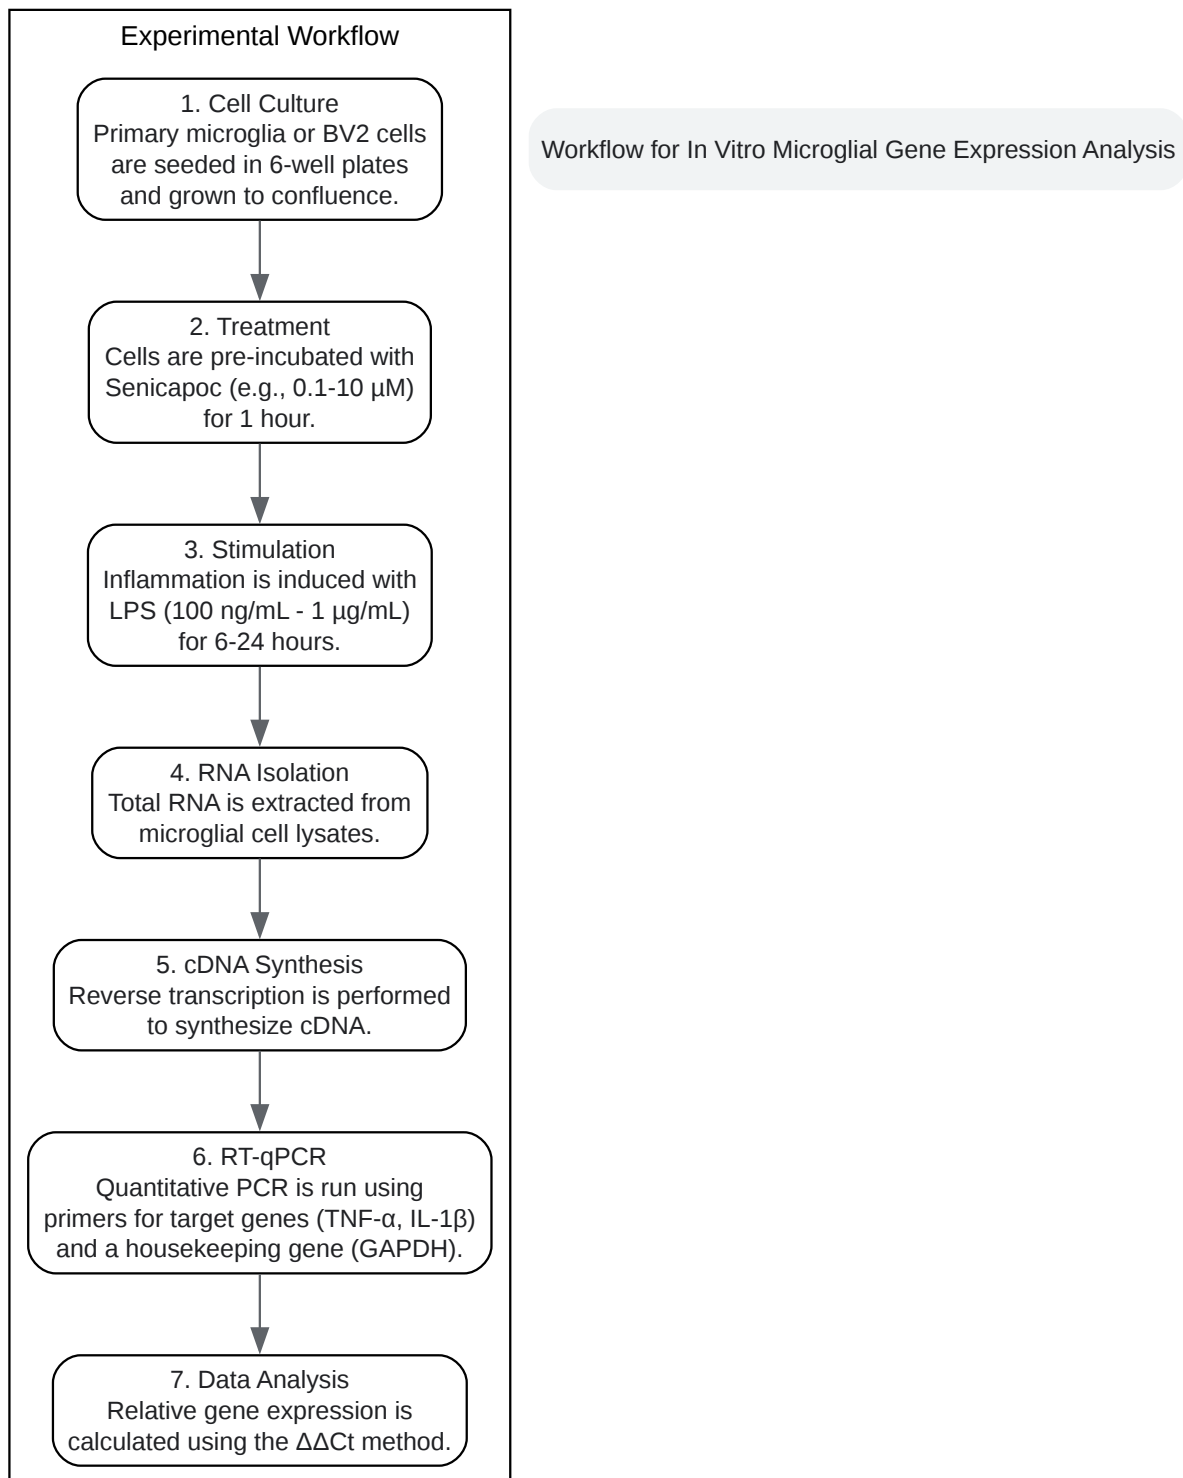 Experimental Workflow
1. Cell Culture
Primary microglia or BV2 cells
are seeded in 6-well plates
and grown to confluence.
Workflow for In Vitro Microglial Gene Expression Analysis
2. Treatment
Cells are pre-incubated with
Senicapoc (e.g., 0.1-10 µM)
for 1 hour.
3. Stimulation
Inflammation is induced with
LPS (100 ng/mL - 1 µg/mL)
for 6-24 hours.
4. RNA Isolation
Total RNA is extracted from
microglial cell lysates.
5. cDNA Synthesis
Reverse transcription is performed
to synthesize cDNA.
6. RT-qPCR
Quantitative PCR is run using
primers for target genes (TNF-α, IL-1β)
and a housekeeping gene (GAPDH).
7. Data Analysis
Relative gene expression is
calculated using the ΔΔCt method.